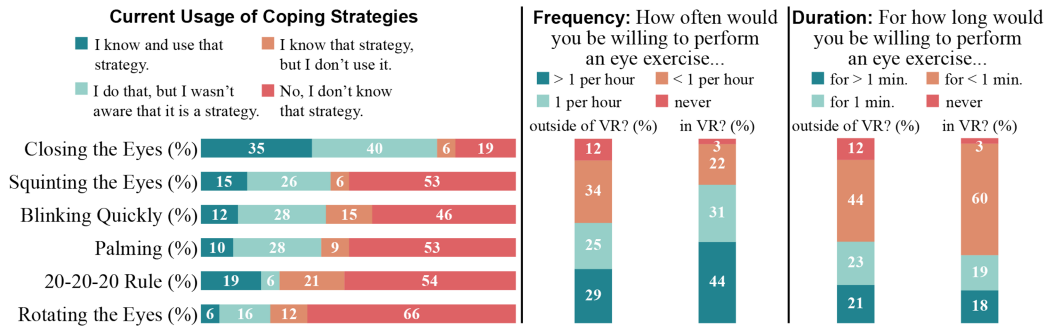 Current Usage of Coping Strategies
I know and use that
strategy.
I know that strategy,
but I don't use it.
I do that, but I wasn't
aware that it is a strategy.
No, I don't know
that strategy.
Closing the Eyes (%) 35 40 6 19
Squinting the Eyes (%) 15 26 6 53
Blinking Quickly (%) 12 28 15 46
Palming (%) 10 28 9 53
20-20-20 Rule (%) 19 6 21 54
Rotating the Eyes (%) 6 16 12 66
Frequency: How often would
you be willing to perform
an eye exercise...
> 1 per hour < 1 per hour
1 per hour never
outside of VR? (%) in VR? (%)
12 3
34 22
25 31
29 44
Duration: For how long would
you be willing to perform
an eye exercise...
for > 1 min. for < 1 min.
for 1 min. never
outside of VR? (%) in VR? (%)
12 3
44 60
23 19
21 18